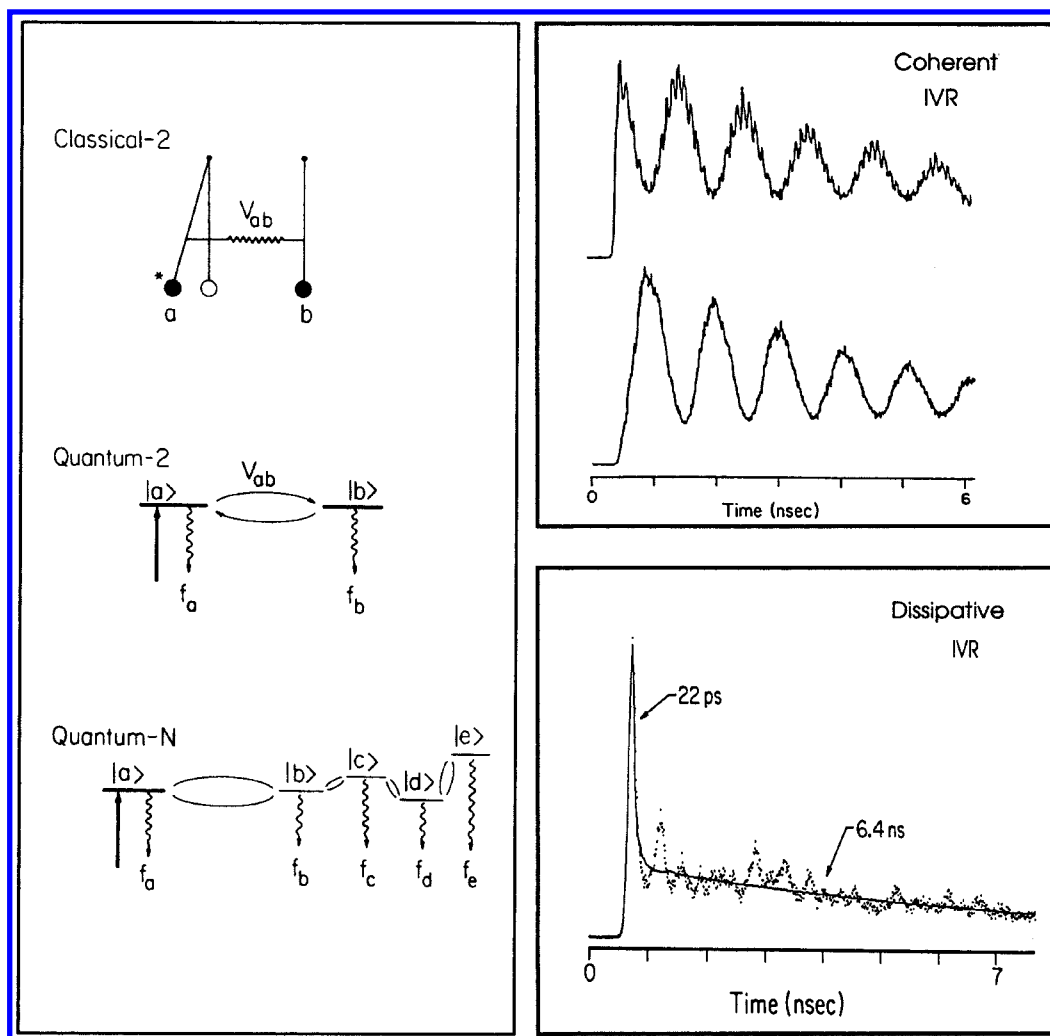 Classical-2
V_ab
*
a
b
Quantum-2
V_ab
|a>
|b>
f_a
f_b
Quantum-N
|a>
|b>
|c>
|d>
|e>
f_a
f_b
f_c
f_d
f_e
Coherent
IVR
0
6
Time (nsec)
Dissipative
IVR
22 ps
6.4 ns
0
7
Time (nsec)